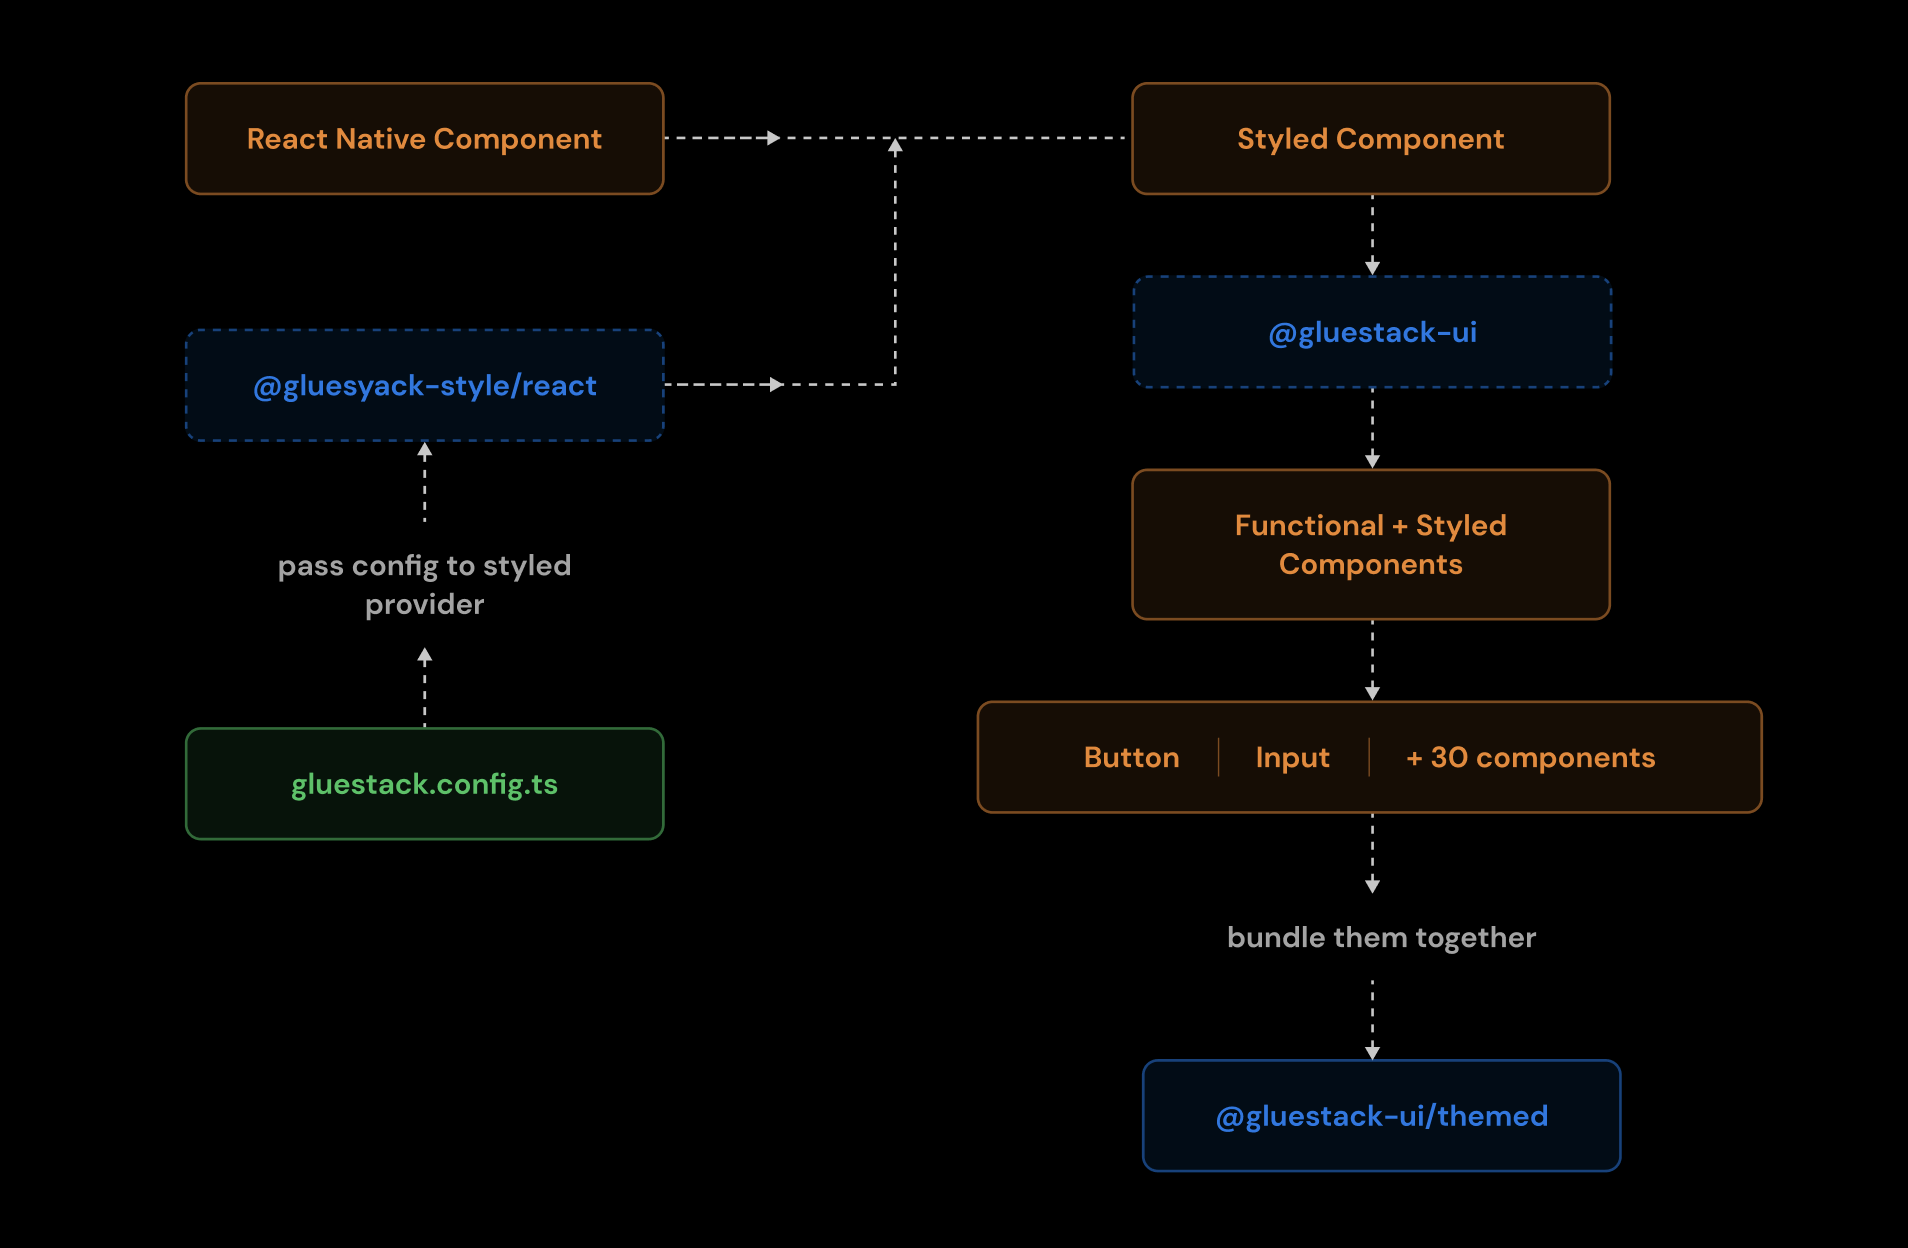 React Native Component
Styled Component
@gluestack-ui
@gluesyack-style/react
Functional + Styled
Components
pass config to styled
provider
Button
Input
+ 30 components
gluestack.config.ts
bundle them together
@gluestack-ui/themed